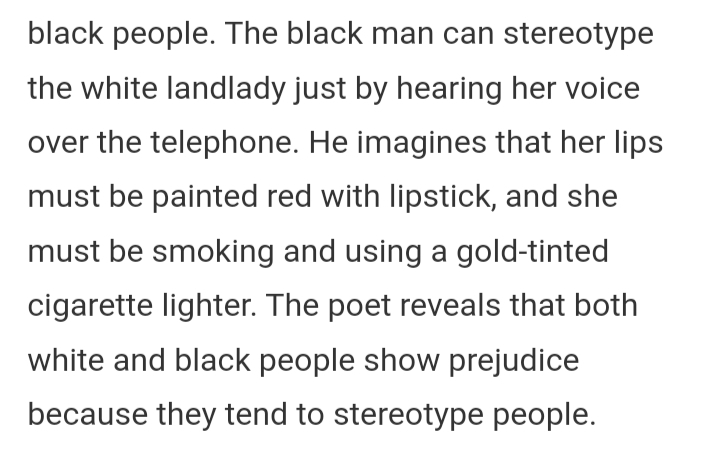 black people. The black man can stereotype
the white landlady just by hearing her voice
over the telephone. He imagines that her lips
must be painted red with lipstick, and she
must be smoking and using a gold-tinted
cigarette lighter. The poet reveals that both
white and black people show prejudice
because they tend to stereotype people.